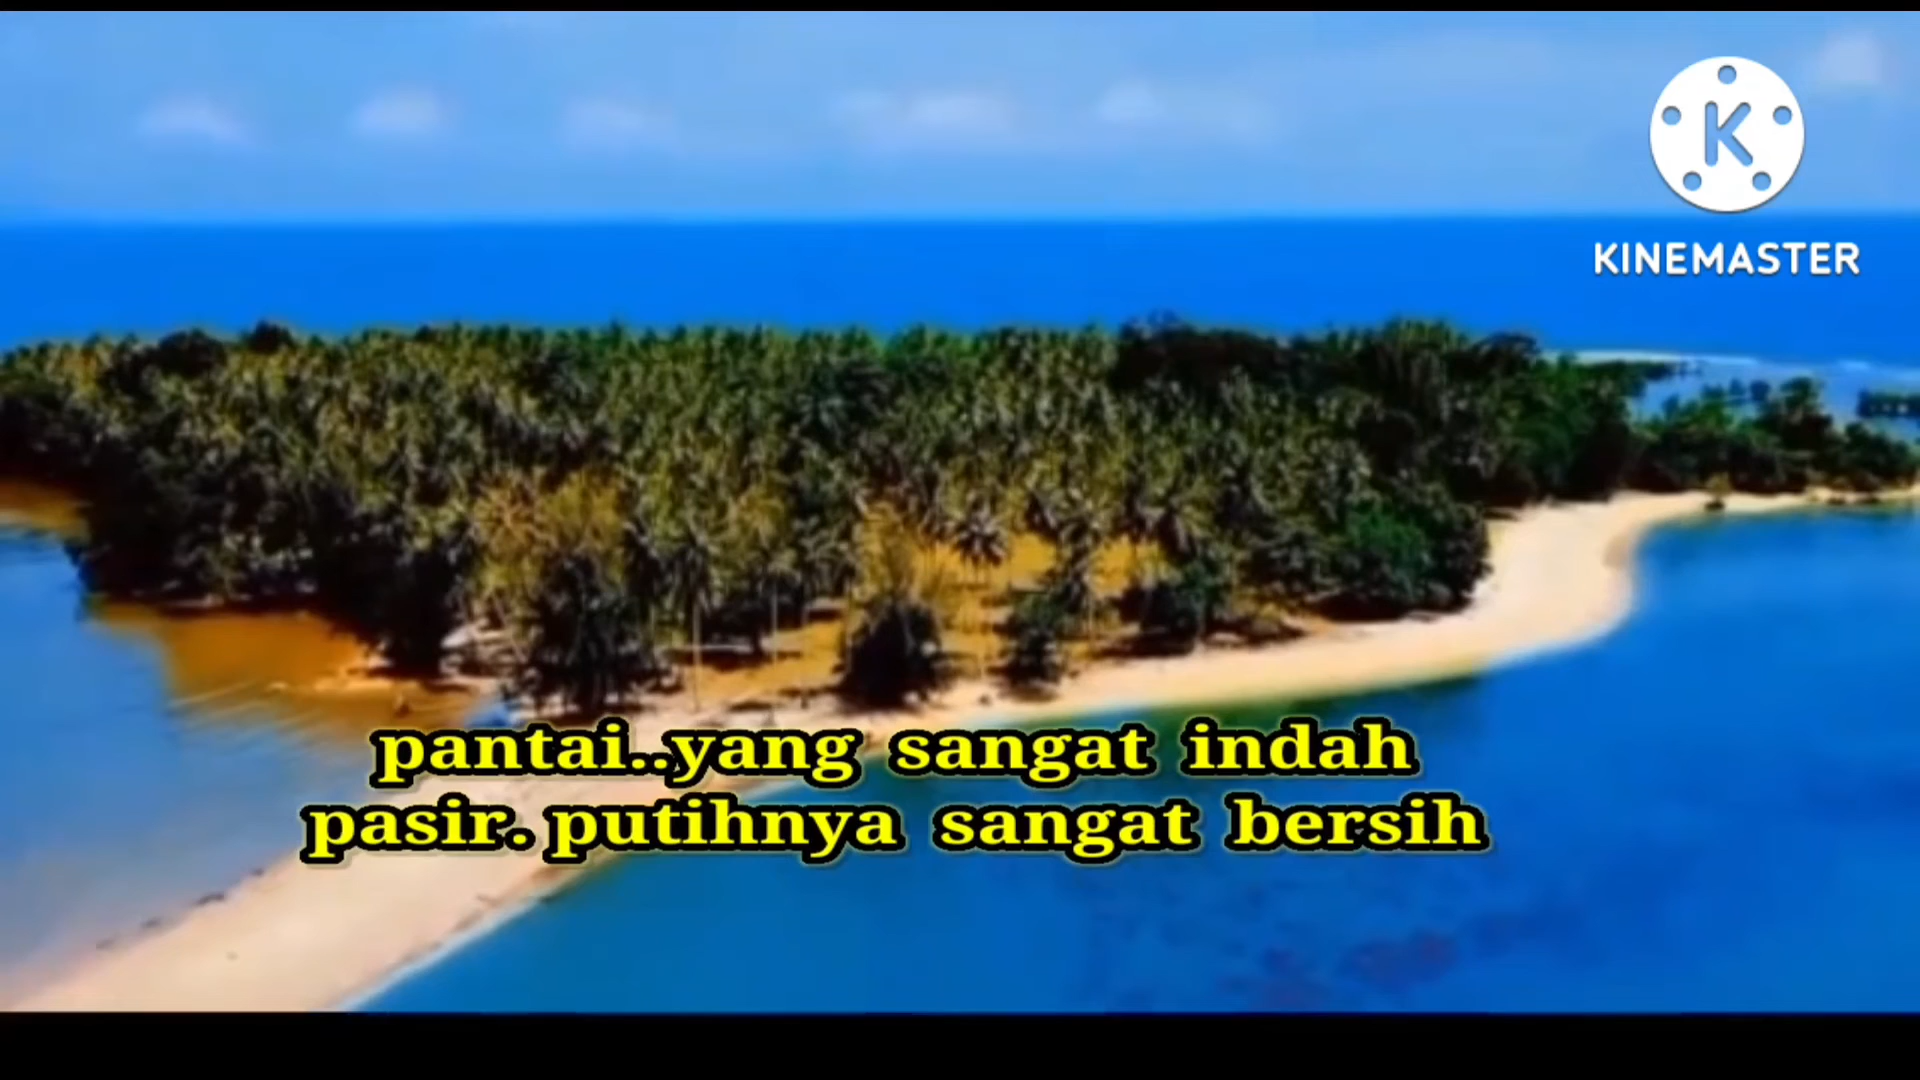 K
KINEMASTER
pantai..yang sangat indah
pasir. putihnya sangat bersih